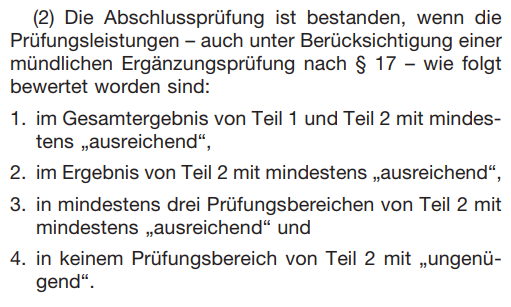 (2) Die Abschlussprüfung ist bestanden, wenn die
Prüfungsleistungen – auch unter Berücksichtigung einer
mündlichen Ergänzungsprüfung nach § 17 – wie folgt
bewertet worden sind:
1. im Gesamtergebnis von Teil 1 und Teil 2 mit mindes-
tens „ausreichend“,
2. im Ergebnis von Teil 2 mit mindestens „ausreichend“,
3. in mindestens drei Prüfungsbereichen von Teil 2 mit
mindestens „ausreichend“ und
4. in keinem Prüfungsbereich von Teil 2 mit „ungenü-
gend“.